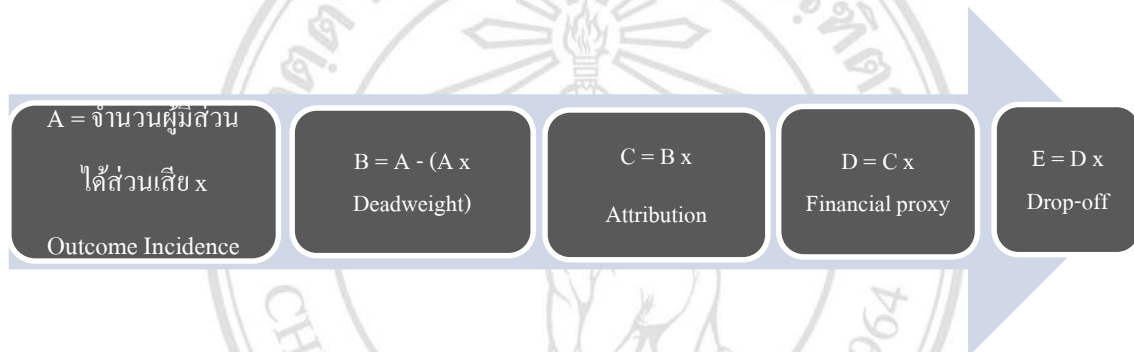 A = จำนวนผู้มีส่วน
ได้ส่วนเสีย x
Outcome Incidence
B = A - (A x
Deadweight)
C = B x
Attribution
D = C x
Financial proxy
E = D x
Drop-off
1964